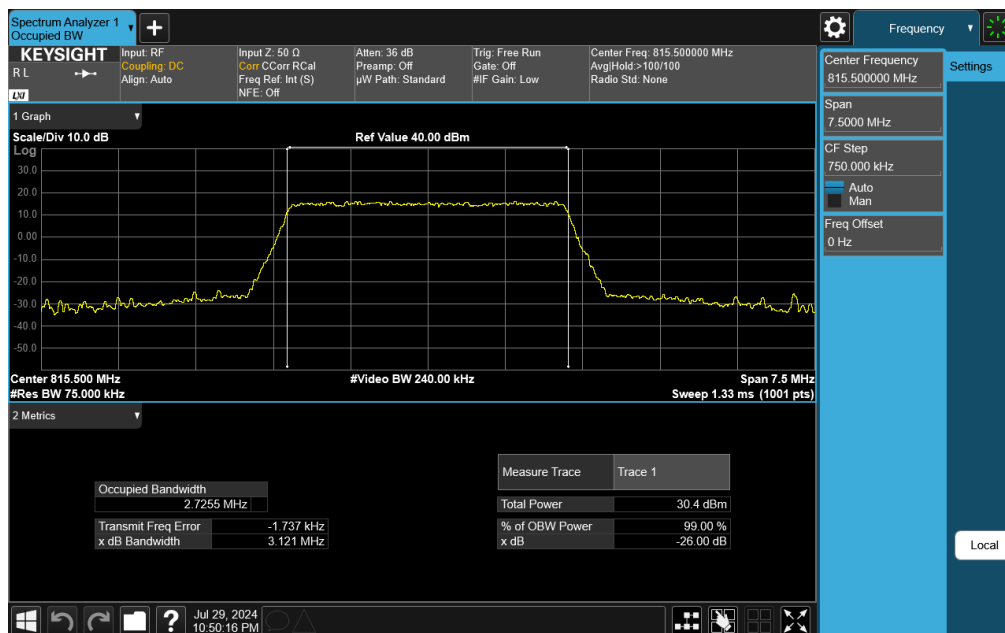 Spectrum Analyzer 1
Occupied BW
Frequency
KEYSIGHT
R L
LXI
Input: RF
Coupling: DC
Align: Auto
Input Z: 50 Ω
Corr CCorr RCal
Freq Ref: Int (S)
NFE: Off
Atten: 36 dB
Preamp: Off
µW Path: Standard
Trig: Free Run
Gate: Off
#IF Gain: Low
Center Freq: 815.500000 MHz
Avg|Hold:>100/100
Radio Std: None
Center Frequency
815.500000 MHz
Settings
Span
7.5000 MHz
CF Step
750.000 kHz
Auto
Man
Freq Offset
0 Hz
Local
1 Graph
Scale/Div 10.0 dB
Ref Value 40.00 dBm
Log
30.0
20.0
10.0
0.00
-10.0
-20.0
-30.0
-40.0
-50.0
Center 815.500 MHz
#Video BW 240.00 kHz
Span 7.5 MHz
#Res BW 75.000 kHz
Sweep 1.33 ms (1001 pts)
2 Metrics
Measure Trace
Trace 1
Occupied Bandwidth
2.7255 MHz
Total Power
30.4 dBm
Transmit Freq Error
-1.737 kHz
% of OBW Power
99.00 %
x dB Bandwidth
3.121 MHz
x dB
-26.00 dB
?
Jul 29, 2024
10:50:16 PM